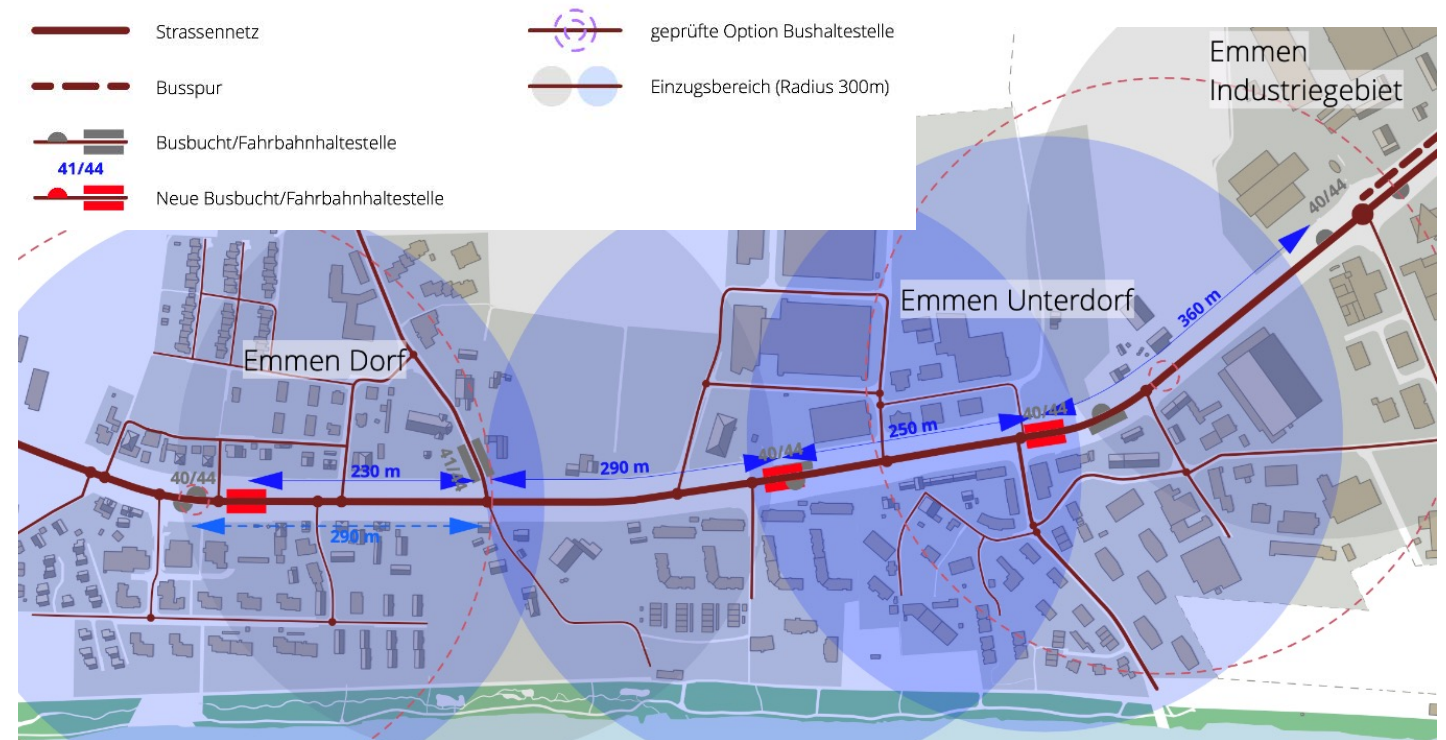 Strassennetz
geprüfte Option Bushaltestelle
Busspur
Einzugsbereich (Radius 300m)
Busbucht/Fahrbahnhaltestelle
41/44
Neue Busbucht/Fahrbahnhaltestelle
Emmen
Industriegebiet
40/44
Emmen Unterdorf
360 m
Emmen Dorf
40/44
250 m
40/44
41/44
290 m
230 m
40/44
290 m